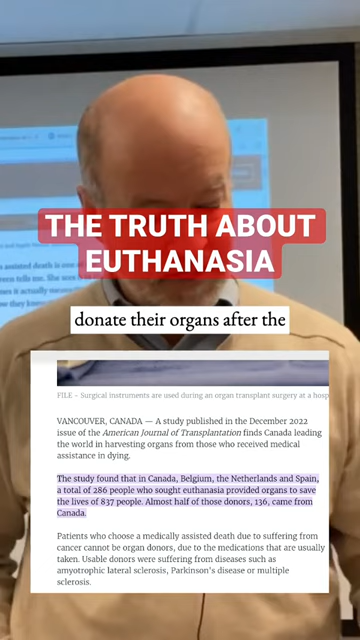 THE TRUTH ABOUT
EUTHANASIA
donate their organs after the
FILE - Surgical instruments are used during an organ transplant surgery at a hosp
VANCOUVER, CANADA — A study published in the December 2022
issue of the American Journal of Transplantation finds Canada leading
the world in harvesting organs from those who received medical
assistance in dying.
The study found that in Canada, Belgium, the Netherlands and Spain,
a total of 286 people who sought euthanasia provided organs to save
the lives of 837 people. Almost half of those donors, 136, came from
Canada.
Patients who choose a medically assisted death due to suffering from
cancer cannot be organ donors, due to the medications that are usually
taken. Usable donors were suffering from diseases such as
amyotrophic lateral sclerosis, Parkinson's disease or multiple
sclerosis.